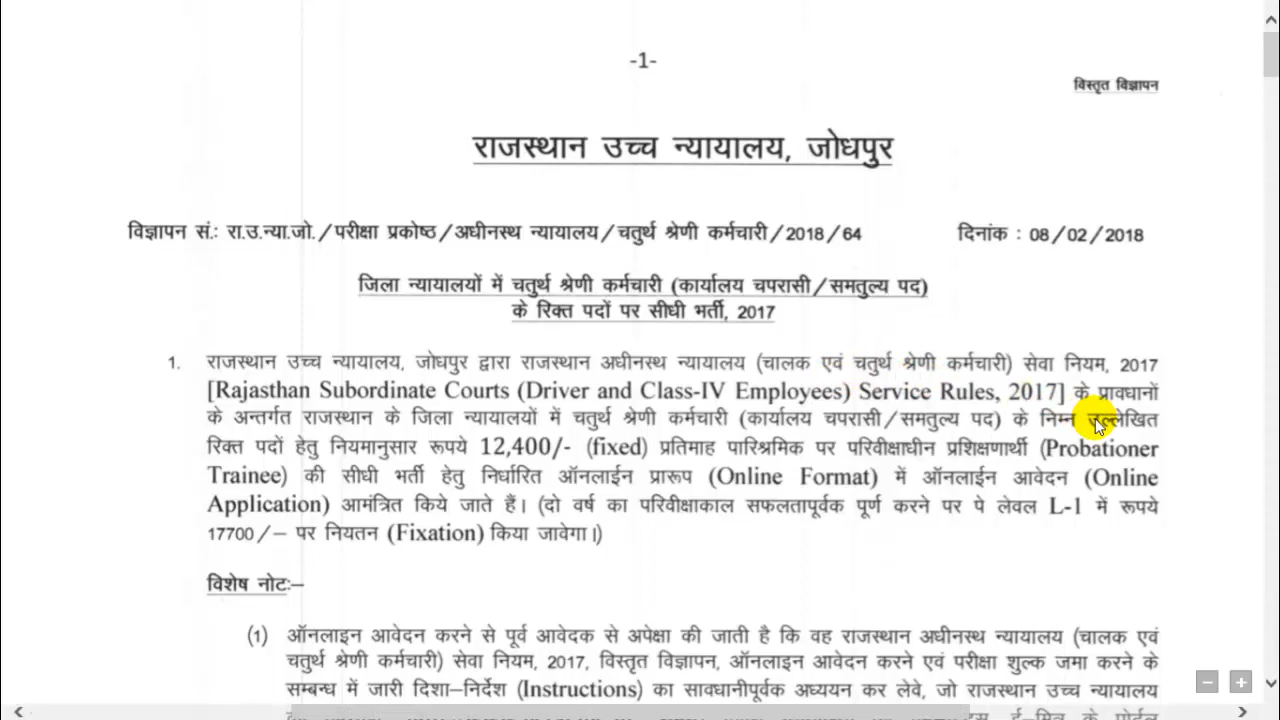 -1-
विस्तृत विज्ञापन
राजस्थान उच्च न्यायालय, जोधपुर
विज्ञापन सं.: रा.उ.न्या.जो./परीक्षा प्रकोष्ठ/अधीनस्थ न्यायालय/चतुर्थ श्रेणी कर्मचारी/2018/64 दिनांक : 08/02/2018
जिला न्यायालयों में चतुर्थ श्रेणी कर्मचारी (कार्यालय चपरासी/समतुल्य पद)
के रिक्त पदों पर सीधी भर्ती, 2017
1. राजस्थान उच्च न्यायालय, जोधपुर द्वारा राजस्थान अधीनस्थ न्यायालय (चालक एवं चतुर्थ श्रेणी कर्मचारी) सेवा नियम, 2017
[Rajasthan Subordinate Courts (Driver and Class-IV Employees) Service Rules, 2017] के प्रावधानों
के अन्तर्गत राजस्थान के जिला न्यायालयों में चतुर्थ श्रेणी कर्मचारी (कार्यालय चपरासी/समतुल्य पद) के निम्न उल्लेखित
रिक्त पदों हेतु नियमानुसार रूपये 12,400/- (fixed) प्रतिमाह पारिश्रमिक पर परिवीक्षाधीन प्रशिक्षणार्थी (Probationer
Trainee) की सीधी भर्ती हेतु निर्धारित ऑनलाईन प्रारूप (Online Format) में ऑनलाईन आवेदन (Online
Application) आमंत्रित किये जाते हैं। (दो वर्ष का परिवीक्षाकाल सफलतापूर्वक पूर्ण करने पर पे लेवल L-1 में रूपये
17700/– पर नियतन (Fixation) किया जावेगा।)
विशेष नोटः–
(1) ऑनलाइन आवेदन करने से पूर्व आवेदक से अपेक्षा की जाती है कि वह राजस्थान अधीनस्थ न्यायालय (चालक एवं
चतुर्थ श्रेणी कर्मचारी) सेवा नियम, 2017, विस्तृत विज्ञापन, ऑनलाईन आवेदन करने एवं परीक्षा शुल्क जमा करने के
सम्बन्ध में जारी दिशा–निर्देश (Instructions) का सावधानीपूर्वक अध्ययन कर लेवे, जो राजस्थान उच्च न्यायालय
ई–मित्र के पोर्टल